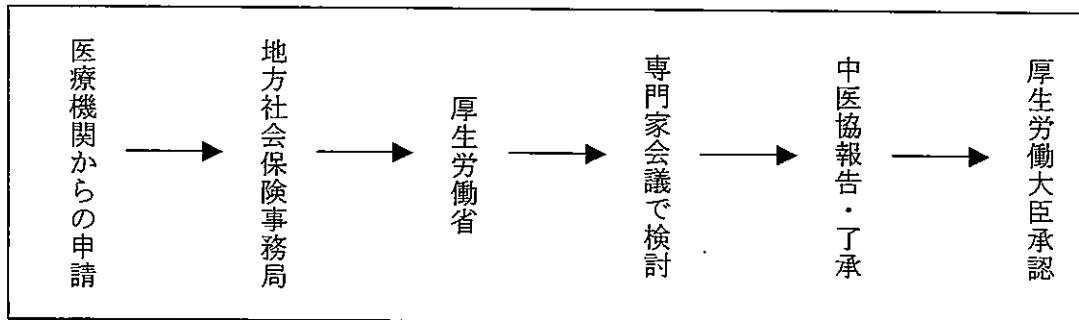 医療機関からの申請
地方社会保険事務局
厚生労働省
専門家会議で検討
中医協報告・了承
厚生労働大臣承認